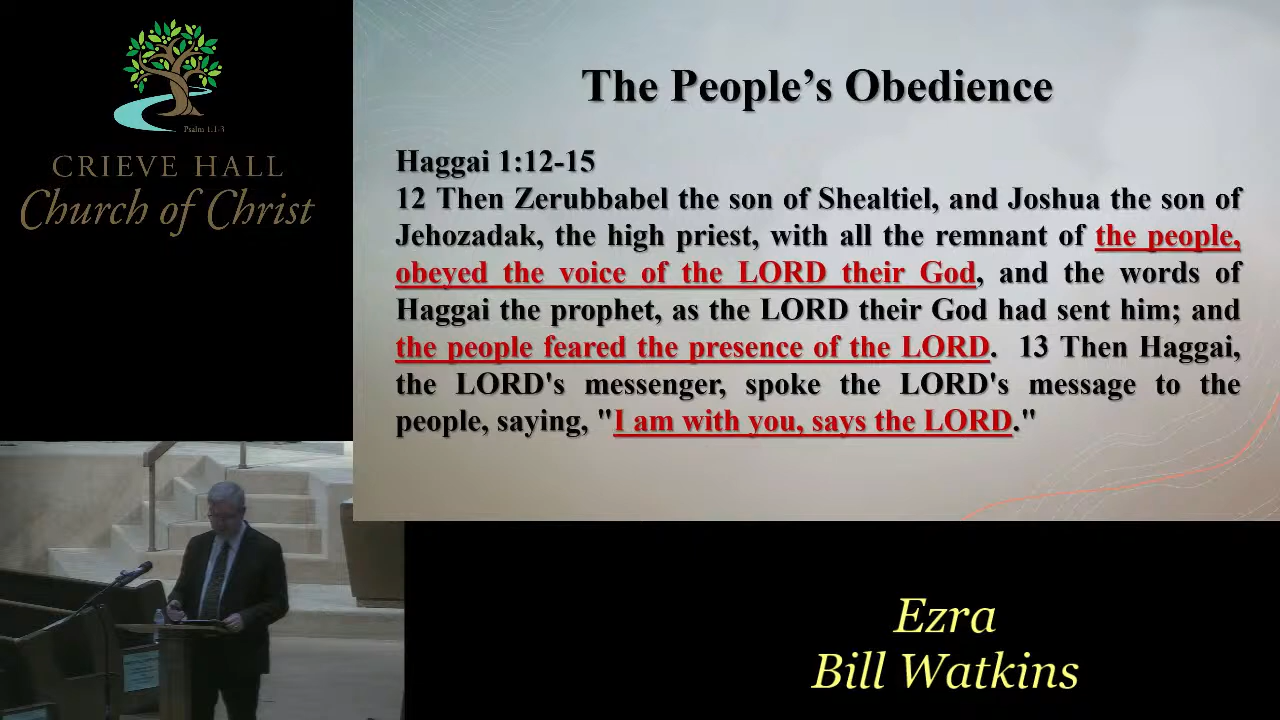 Psalm 1:1-3
CRIEVE HALL
Church of Christ
The People's Obedience
Haggai 1:12-15
12 Then Zerubbabel the son of Shealtiel, and Joshua the son of
Jehozadak, the high priest, with all the remnant of the people,
obeyed the voice of the LORD their God, and the words of
Haggai the prophet, as the LORD their God had sent him; and
the people feared the presence of the LORD. 13 Then Haggai,
the LORD'S messenger, spoke the LORD's message to the
people, saying, "I am with you, says the LORD."
Ezra
Bill Watkins